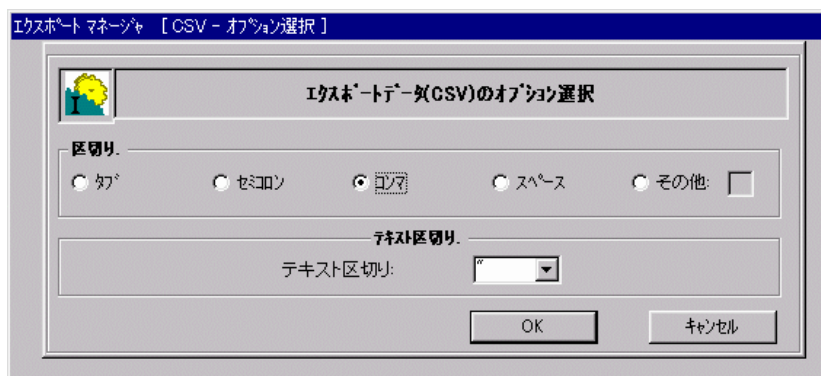 ｴｸｽﾎﾟｰﾄ ﾏﾈｰｼﾞｬ [ CSV - ｵﾌﾟｼｮﾝ選択 ]
I
ｴｸｽﾎﾟｰﾄﾃﾞｰﾀ(CSV)のｵﾌﾟｼｮﾝ選択
区切り.
ﾀﾌﾞ ｾﾐｺﾛﾝ ｺﾝﾏ ｽﾍﾟｰｽ その他:
ﾃｷｽﾄ区切り.
テキスト区切り: "
OK ｷｬﾝｾﾙ